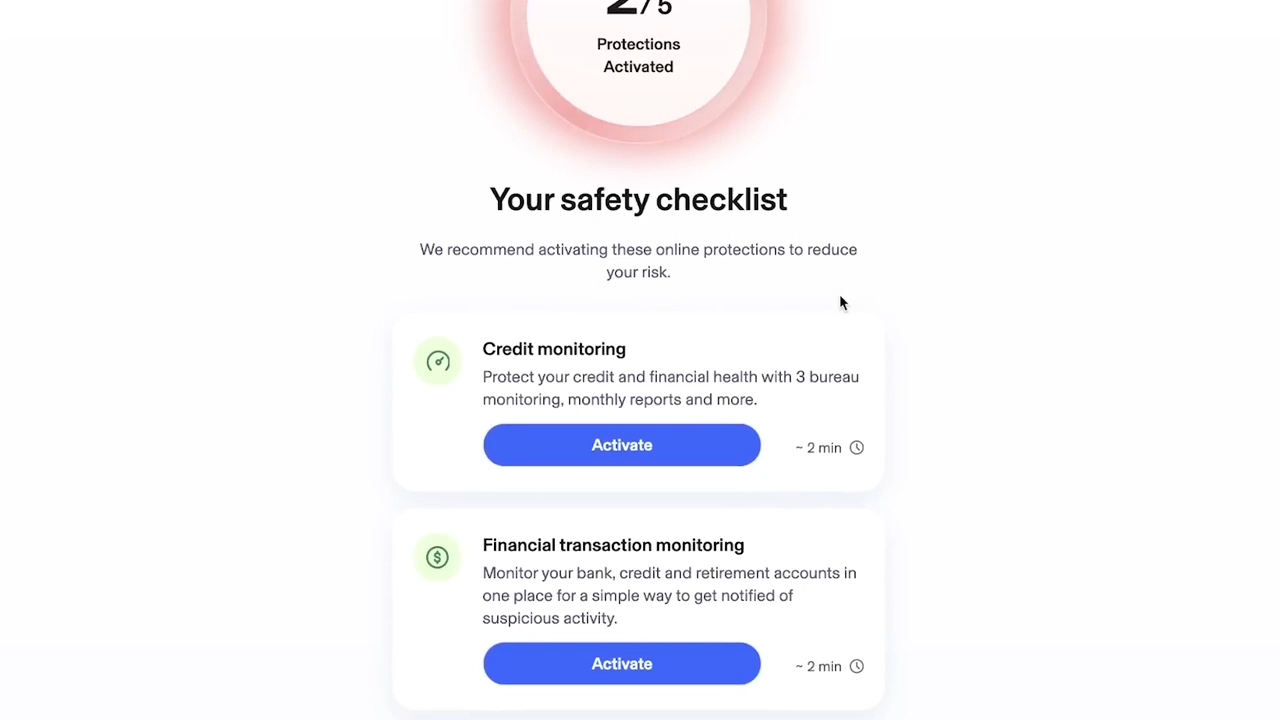 2/5
Protections
Activated
Your safety checklist
We recommend activating these online protections to reduce
your risk.
Credit monitoring
Protect your credit and financial health with 3 bureau
monitoring, monthly reports and more.
Activate
~ 2 min
Financial transaction monitoring
Monitor your bank, credit and retirement accounts in
one place for a simple way to get notified of
suspicious activity.
Activate
~ 2 min